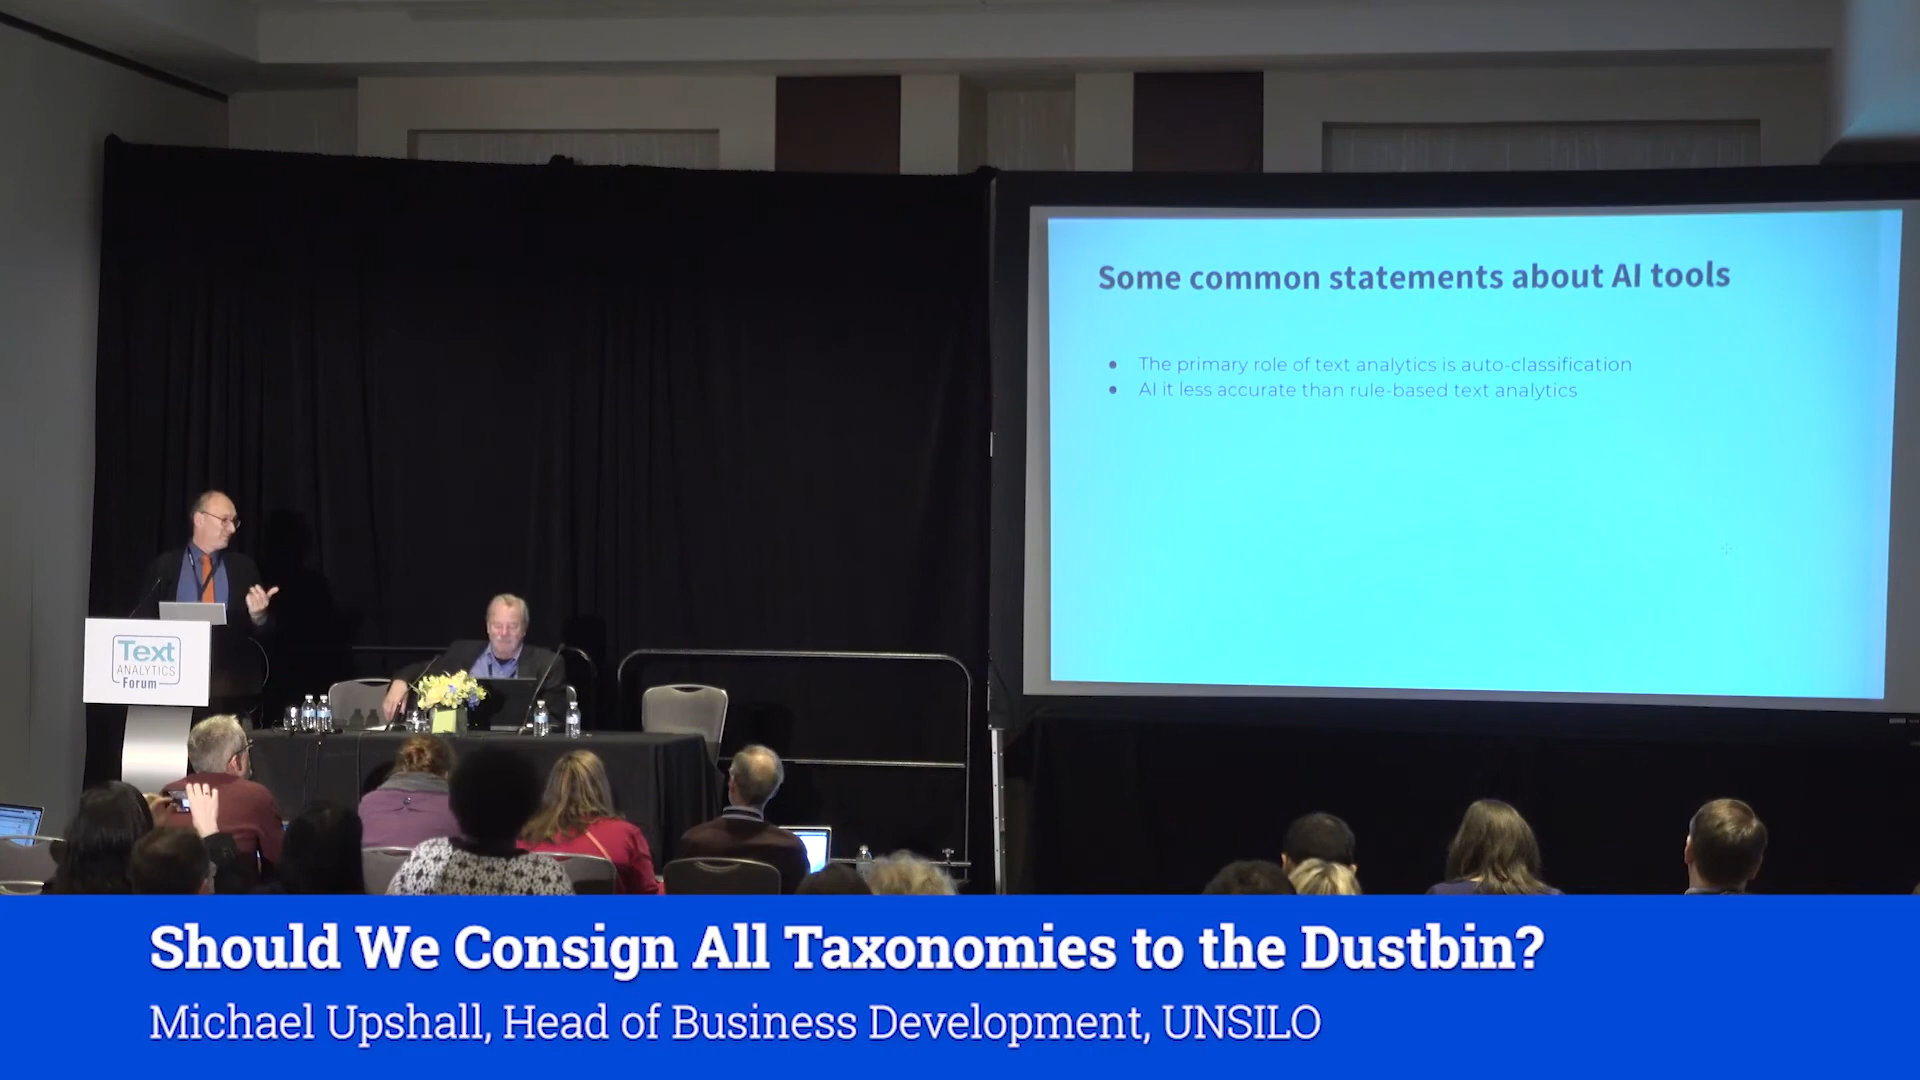 Some common statements about AI tools
The primary role of text analytics is auto-classification
AI it less accurate than rule-based text analytics
Text
ANALYTICS
Forum
Should We Consign All Taxonomies to the Dustbin?
Michael Upshall, Head of Business Development, UNSILO